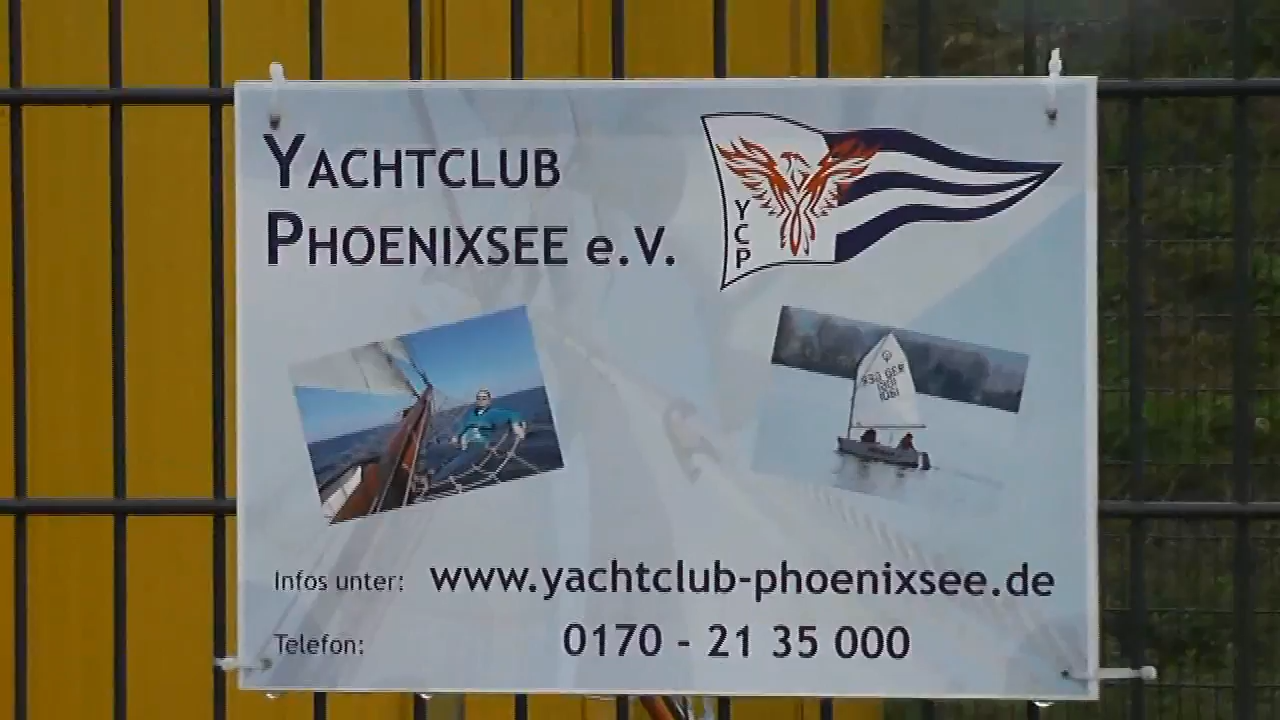 YACHTCLUB
PHOENIXSEE e.V.
YCP
Infos unter: www.yachtclub-phoenixsee.de
Telefon: 0170 - 21 35 000